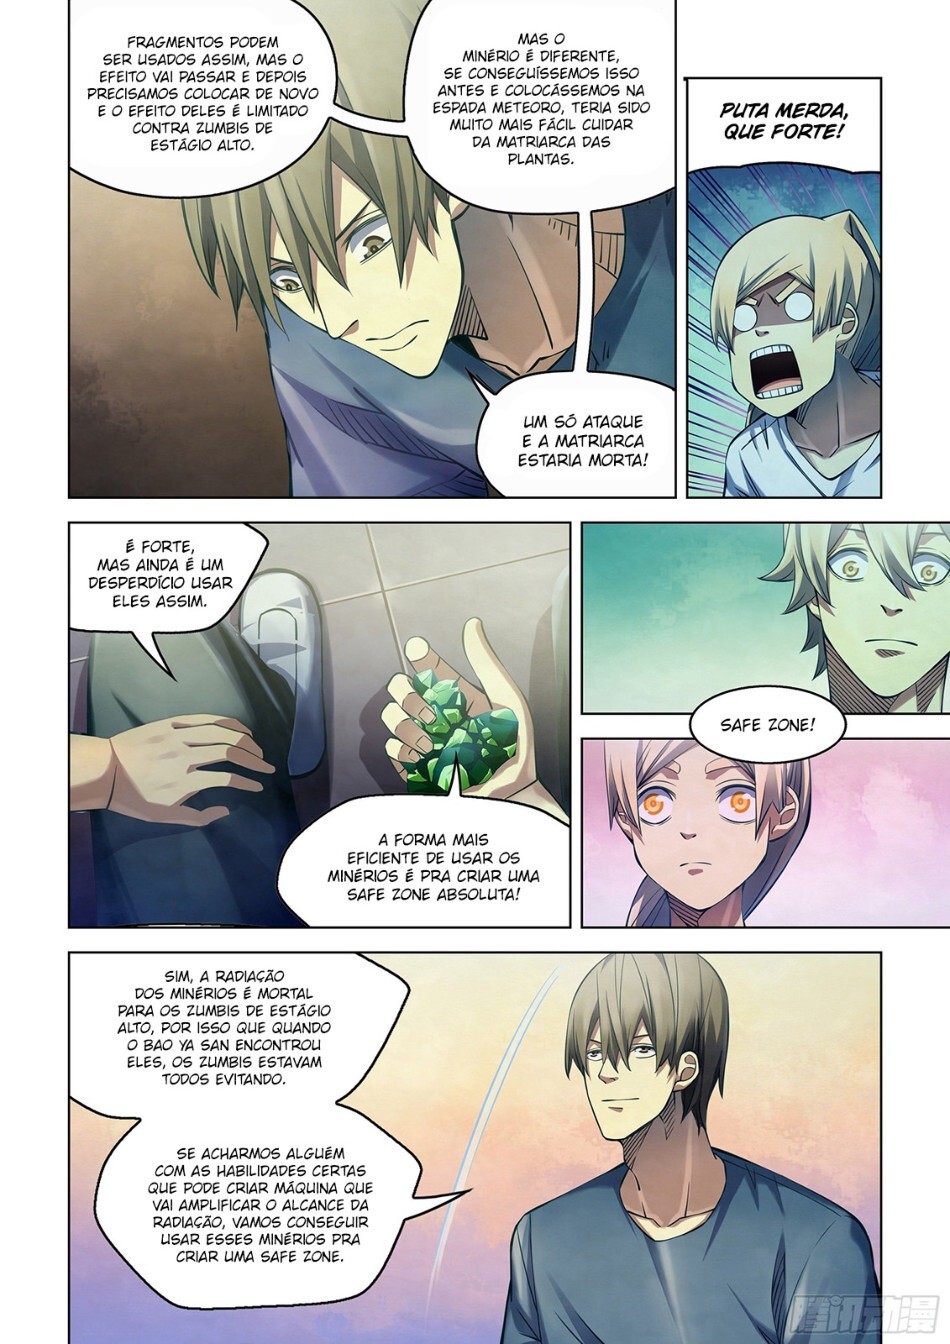 FRAGMENTOS PODEM
SER USADOS ASSIM, MAS O
EFEITO VAI PASSAR E DEPOIS
PRECISAMOS COLOCAR DE NOVO
E O EFEITO DELES É LIMITADO
CONTRA ZUMBIS DE
ESTÁGIO ALTO.
MAS O
MINÉRIO É DIFERENTE,
SE CONSEGUÍSSEMOS ISSO
ANTES E COLOCÁSSEMOS NA
ESPADA METEORO, TERIA SIDO
MUITO MAIS FÁCIL CUIDAR
DA MATRIARCA DAS
PLANTAS.
UM SÓ ATAQUE
E A MATRIARCA
ESTARIA MORTA!
PUTA MERDA,
QUE FORTE!
É FORTE,
MAS AINDA É UM
DESPERDÍCIO USAR
ELES ASSIM.
A FORMA MAIS
EFICIENTE DE USAR OS
MINÉRIOS É PRA CRIAR UMA
SAFE ZONE ABSOLUTA!
SAFE ZONE!
SIM, A RADIAÇÃO
DOS MINÉRIOS É MORTAL
PARA OS ZUMBIS DE ESTÁGIO
ALTO, POR ISSO QUE QUANDO
O BAO YA SAN ENCONTROU
ELES, OS ZUMBIS ESTAVAM
TODOS EVITANDO.
SE ACHARMOS ALGUÉM
COM AS HABILIDADES CERTAS
QUE PODE CRIAR MÁQUINA QUE
VAI AMPLIFICAR O ALCANCE DA
RADIAÇÃO, VAMOS CONSEGUIR
USAR ESSES MINÉRIOS PRA
CRIAR UMA SAFE ZONE.
腾讯动漫